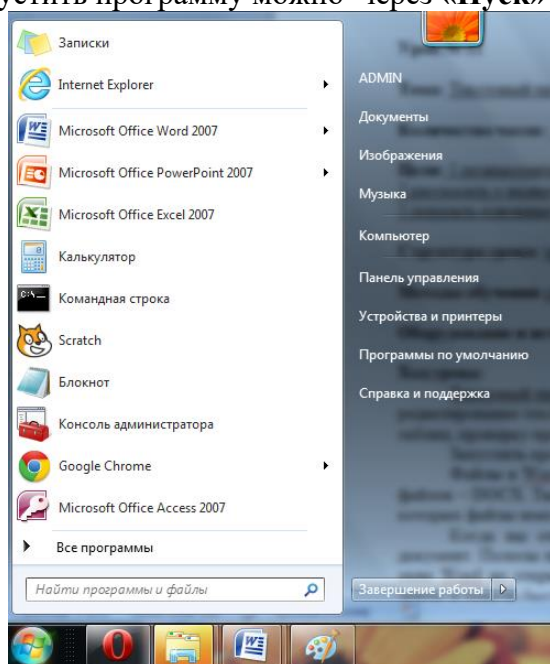 устить программу можно через «Пуск»
Записки
Internet Explorer
Microsoft Office Word 2007
Microsoft Office PowerPoint 2007
Microsoft Office Excel 2007
Калькулятор
Командная строка
Scratch
Блокнот
Консоль администратора
Google Chrome
Microsoft Office Access 2007
Все программы
Найти программы и файлы
ADMIN
Документы
Изображения
Музыка
Компьютер
Панель управления
Устройства и принтеры
Программы по умолчанию
Справка и поддержка
Завершение работы